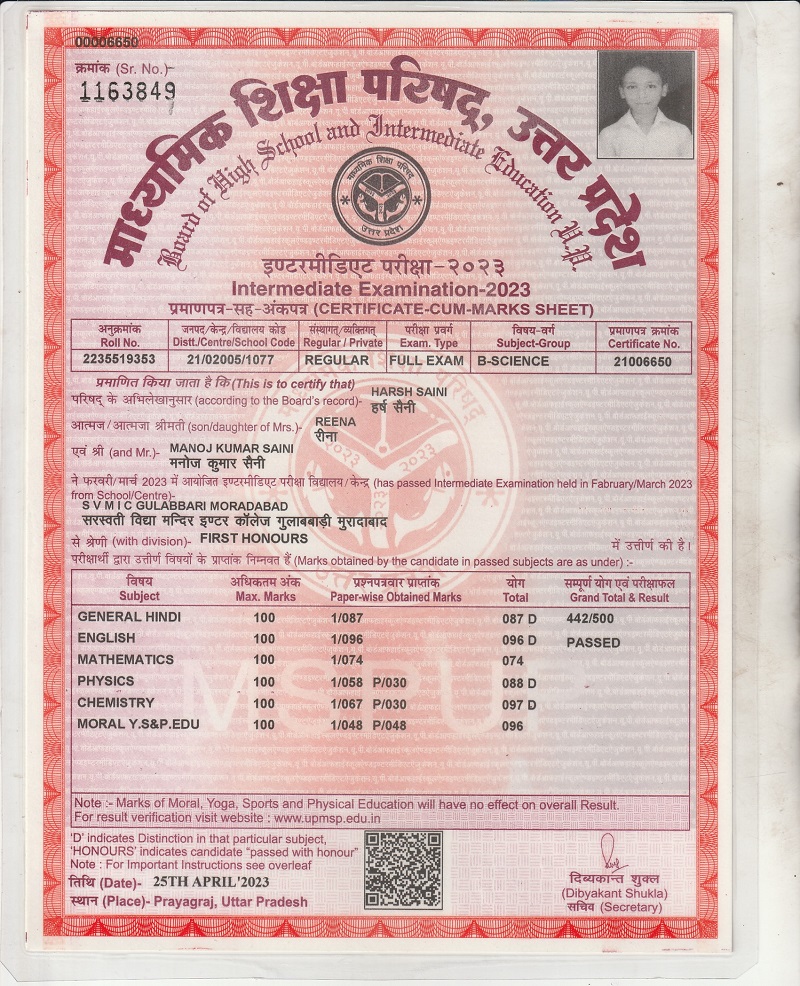 00006650
क्रमांक (Sr. No.)-
1163849
माध्यमिक शिक्षा परिषद्, उत्तर प्रदेश
Board of High School and Intermediate Education U.P.
माध्यमिक शिक्षा परिषद्
उत्तर प्रदेश
इण्टरमीडिएट परीक्षा-२०२३
Intermediate Examination-2023
प्रमाणपत्र-सह-अंकपत्र (CERTIFICATE-CUM-MARKS SHEET)
अनुक्रमांक जनपद/केन्द्र/विद्यालय कोड संस्थागत/व्यक्तिगत परीक्षा प्रवर्ग विषय-वर्ग प्रमाणपत्र क्रमांक
Roll No. Distt./Centre/School Code Regular / Private Exam. Type Subject-Group Certificate No.
2235519353 21/02005/1077 REGULAR FULL EXAM B-SCIENCE 21006650
प्रमाणित किया जाता है कि (This is to certify that)
HARSH SAINI
परिषद् के अभिलेखानुसार (according to the Board's record)- हर्ष सैनी
REENA
आत्मज/आत्मजा श्रीमती (son/daughter of Mrs.)- रीना
MANOJ KUMAR SAINI
एवं श्री (and Mr.)- मनोज कुमार सैनी
ने फरवरी/मार्च 2023 में आयोजित इण्टरमीडिएट परीक्षा विद्यालय/केन्द्र (has passed Intermediate Examination held in Fabruary/March 2023
from School/Centre)-
S V M I C GULABBARI MORADABAD
सरस्वती विद्या मन्दिर इण्टर कॉलेज गुलाबबाड़ी मुरादाबाद
से श्रेणी (with division)- FIRST HONOURS में उत्तीर्ण की है।
परीक्षार्थी द्वारा उत्तीर्ण विषयों के प्राप्तांक निम्नवत हैं (Marks obtained by the candidate in passed subjects are as under) :-
विषय अधिकतम अंक प्रश्नपत्रवार प्राप्तांक योग सम्पूर्ण योग एवं परीक्षाफल
Subject Max. Marks Paper-wise Obtained Marks Total Grand Total & Result
GENERAL HINDI 100 1/087 087 D 442/500
ENGLISH 100 1/096 096 D PASSED
MATHEMATICS 100 1/074 074
PHYSICS 100 1/058 P/030 088 D
CHEMISTRY 100 1/067 P/030 097 D
MORAL Y.S&P.EDU 100 1/048 P/048 096
MSPUP
Note :- Marks of Moral, Yoga, Sports and Physical Education will have no effect on overall Result.
For result verification visit website : www.upmsp.edu.in
'D' indicates Distinction in that particular subject,
'HONOURS' indicates candidate "passed with honour"
Note : For Important Instructions see overleaf
तिथि (Date)- 25TH APRIL'2023
स्थान (Place)- Prayagraj, Uttar Pradesh
दिव्यकान्त शुक्ल
(Dibyakant Shukla)
सचिव (Secretary)